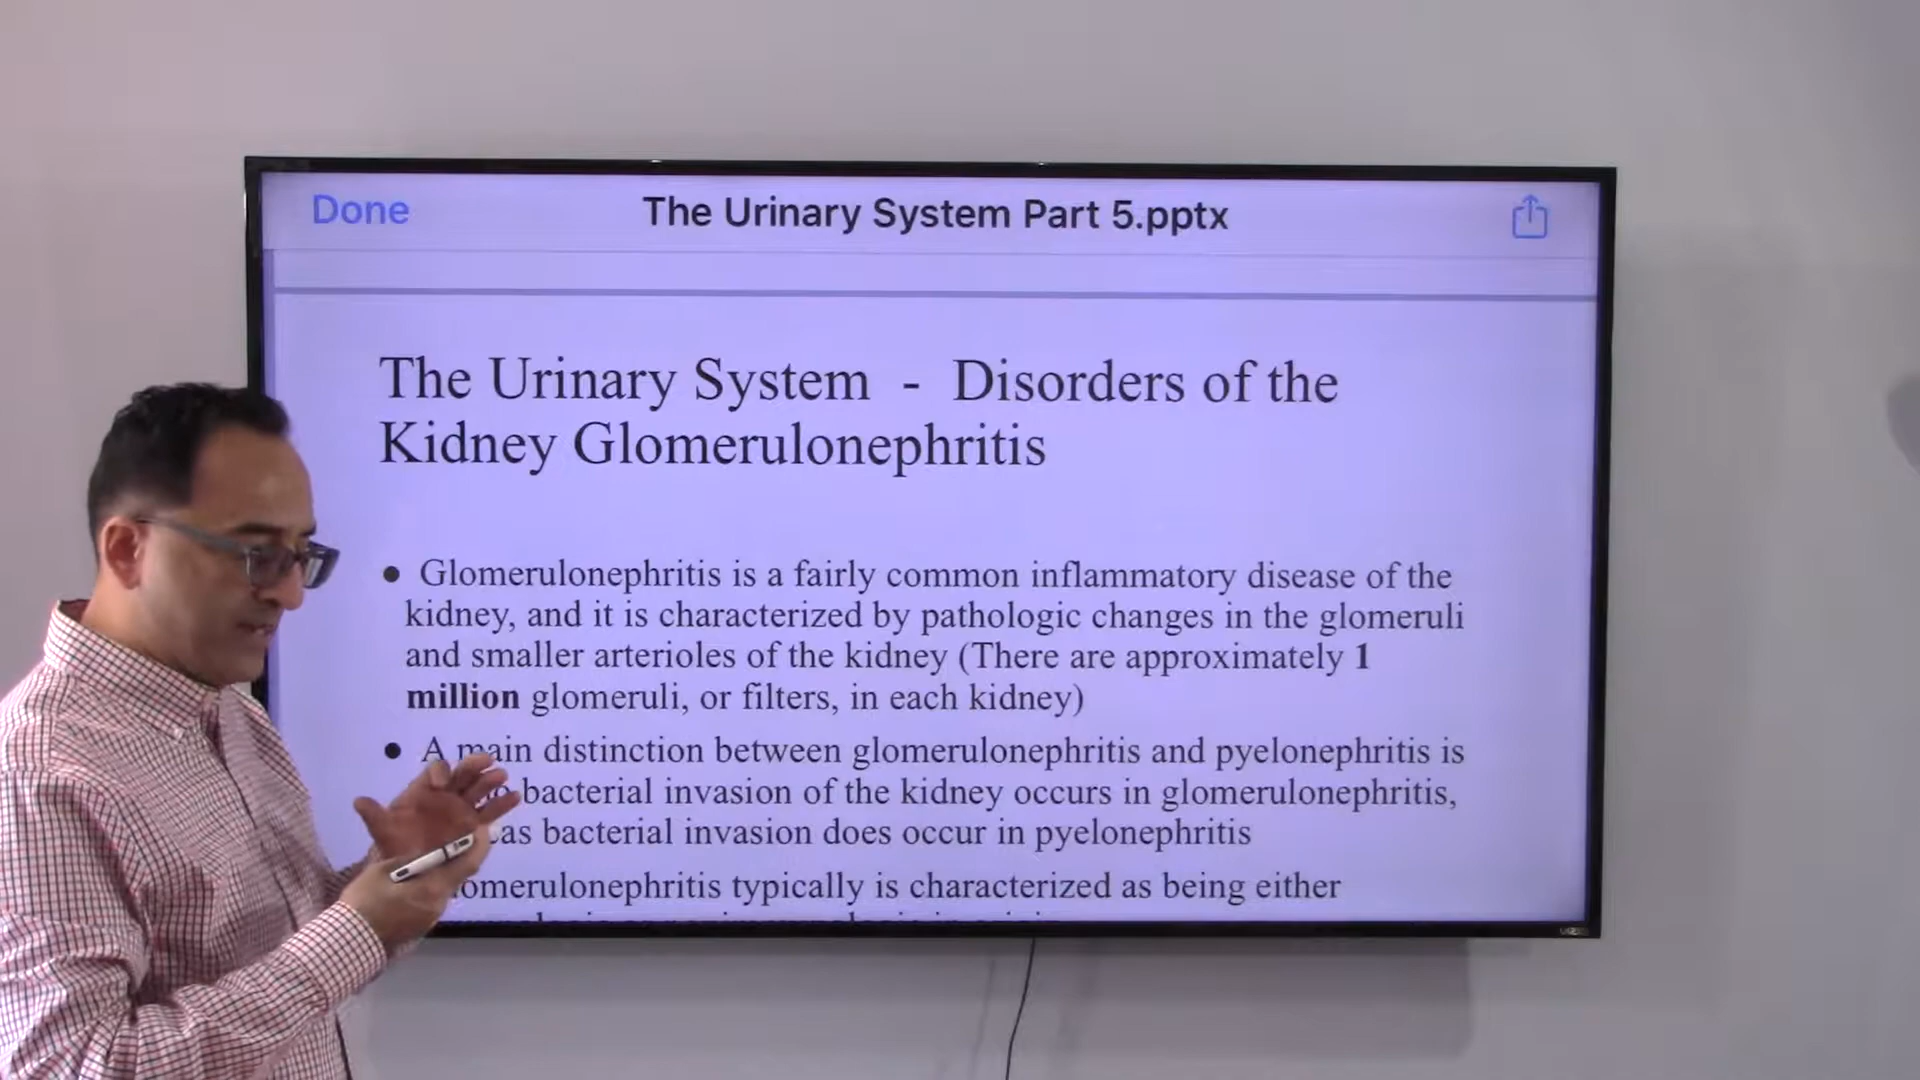 Done
The Urinary System Part 5.pptx
The Urinary System - Disorders of the
Kidney Glomerulonephritis
● Glomerulonephritis is a fairly common inflammatory disease of the
kidney, and it is characterized by pathologic changes in the glomeruli
and smaller arterioles of the kidney (There are approximately 1
million glomeruli, or filters, in each kidney)
● A main distinction between glomerulonephritis and pyelonephritis is
bacterial invasion of the kidney occurs in glomerulonephritis,
bacterial invasion does occur in pyelonephritis
typically is characterized as being either